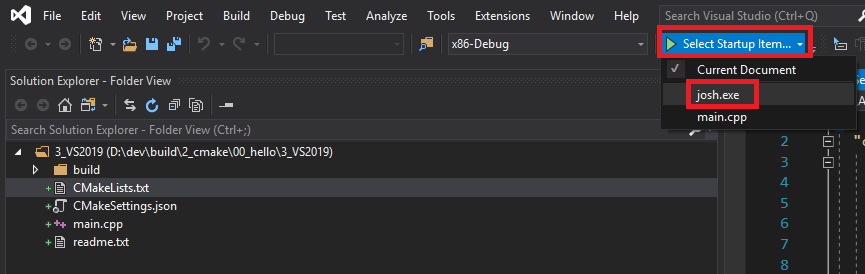 File Edit View Project Build Debug Test Analyze Tools Extensions Window Help Search Visual Studio (Ctrl+Q)
x86-Debug Select Startup Item...
Solution Explorer - Folder View
Current Document
josh.exe
main.cpp
Search Solution Explorer - Folder View (Ctrl+;)
3_VS2019 (D:\dev\build\2_cmake\00_hello\3_VS2019)
build
CMakeLists.txt
CMakeSettings.json
main.cpp
readme.txt
2
3
4
5
6
7
8